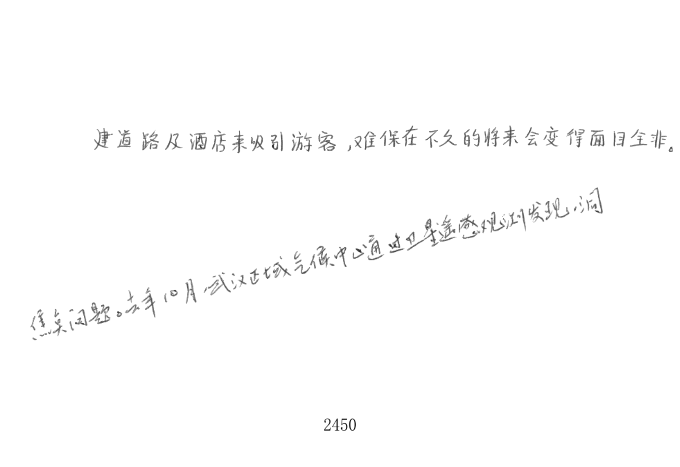 建道路及酒店来吸引游客,难保在不久的将来会变得面目全非。
焦点问题。去年10月,武汉区域气候中心通过卫星遥感观测发现,洞
2450